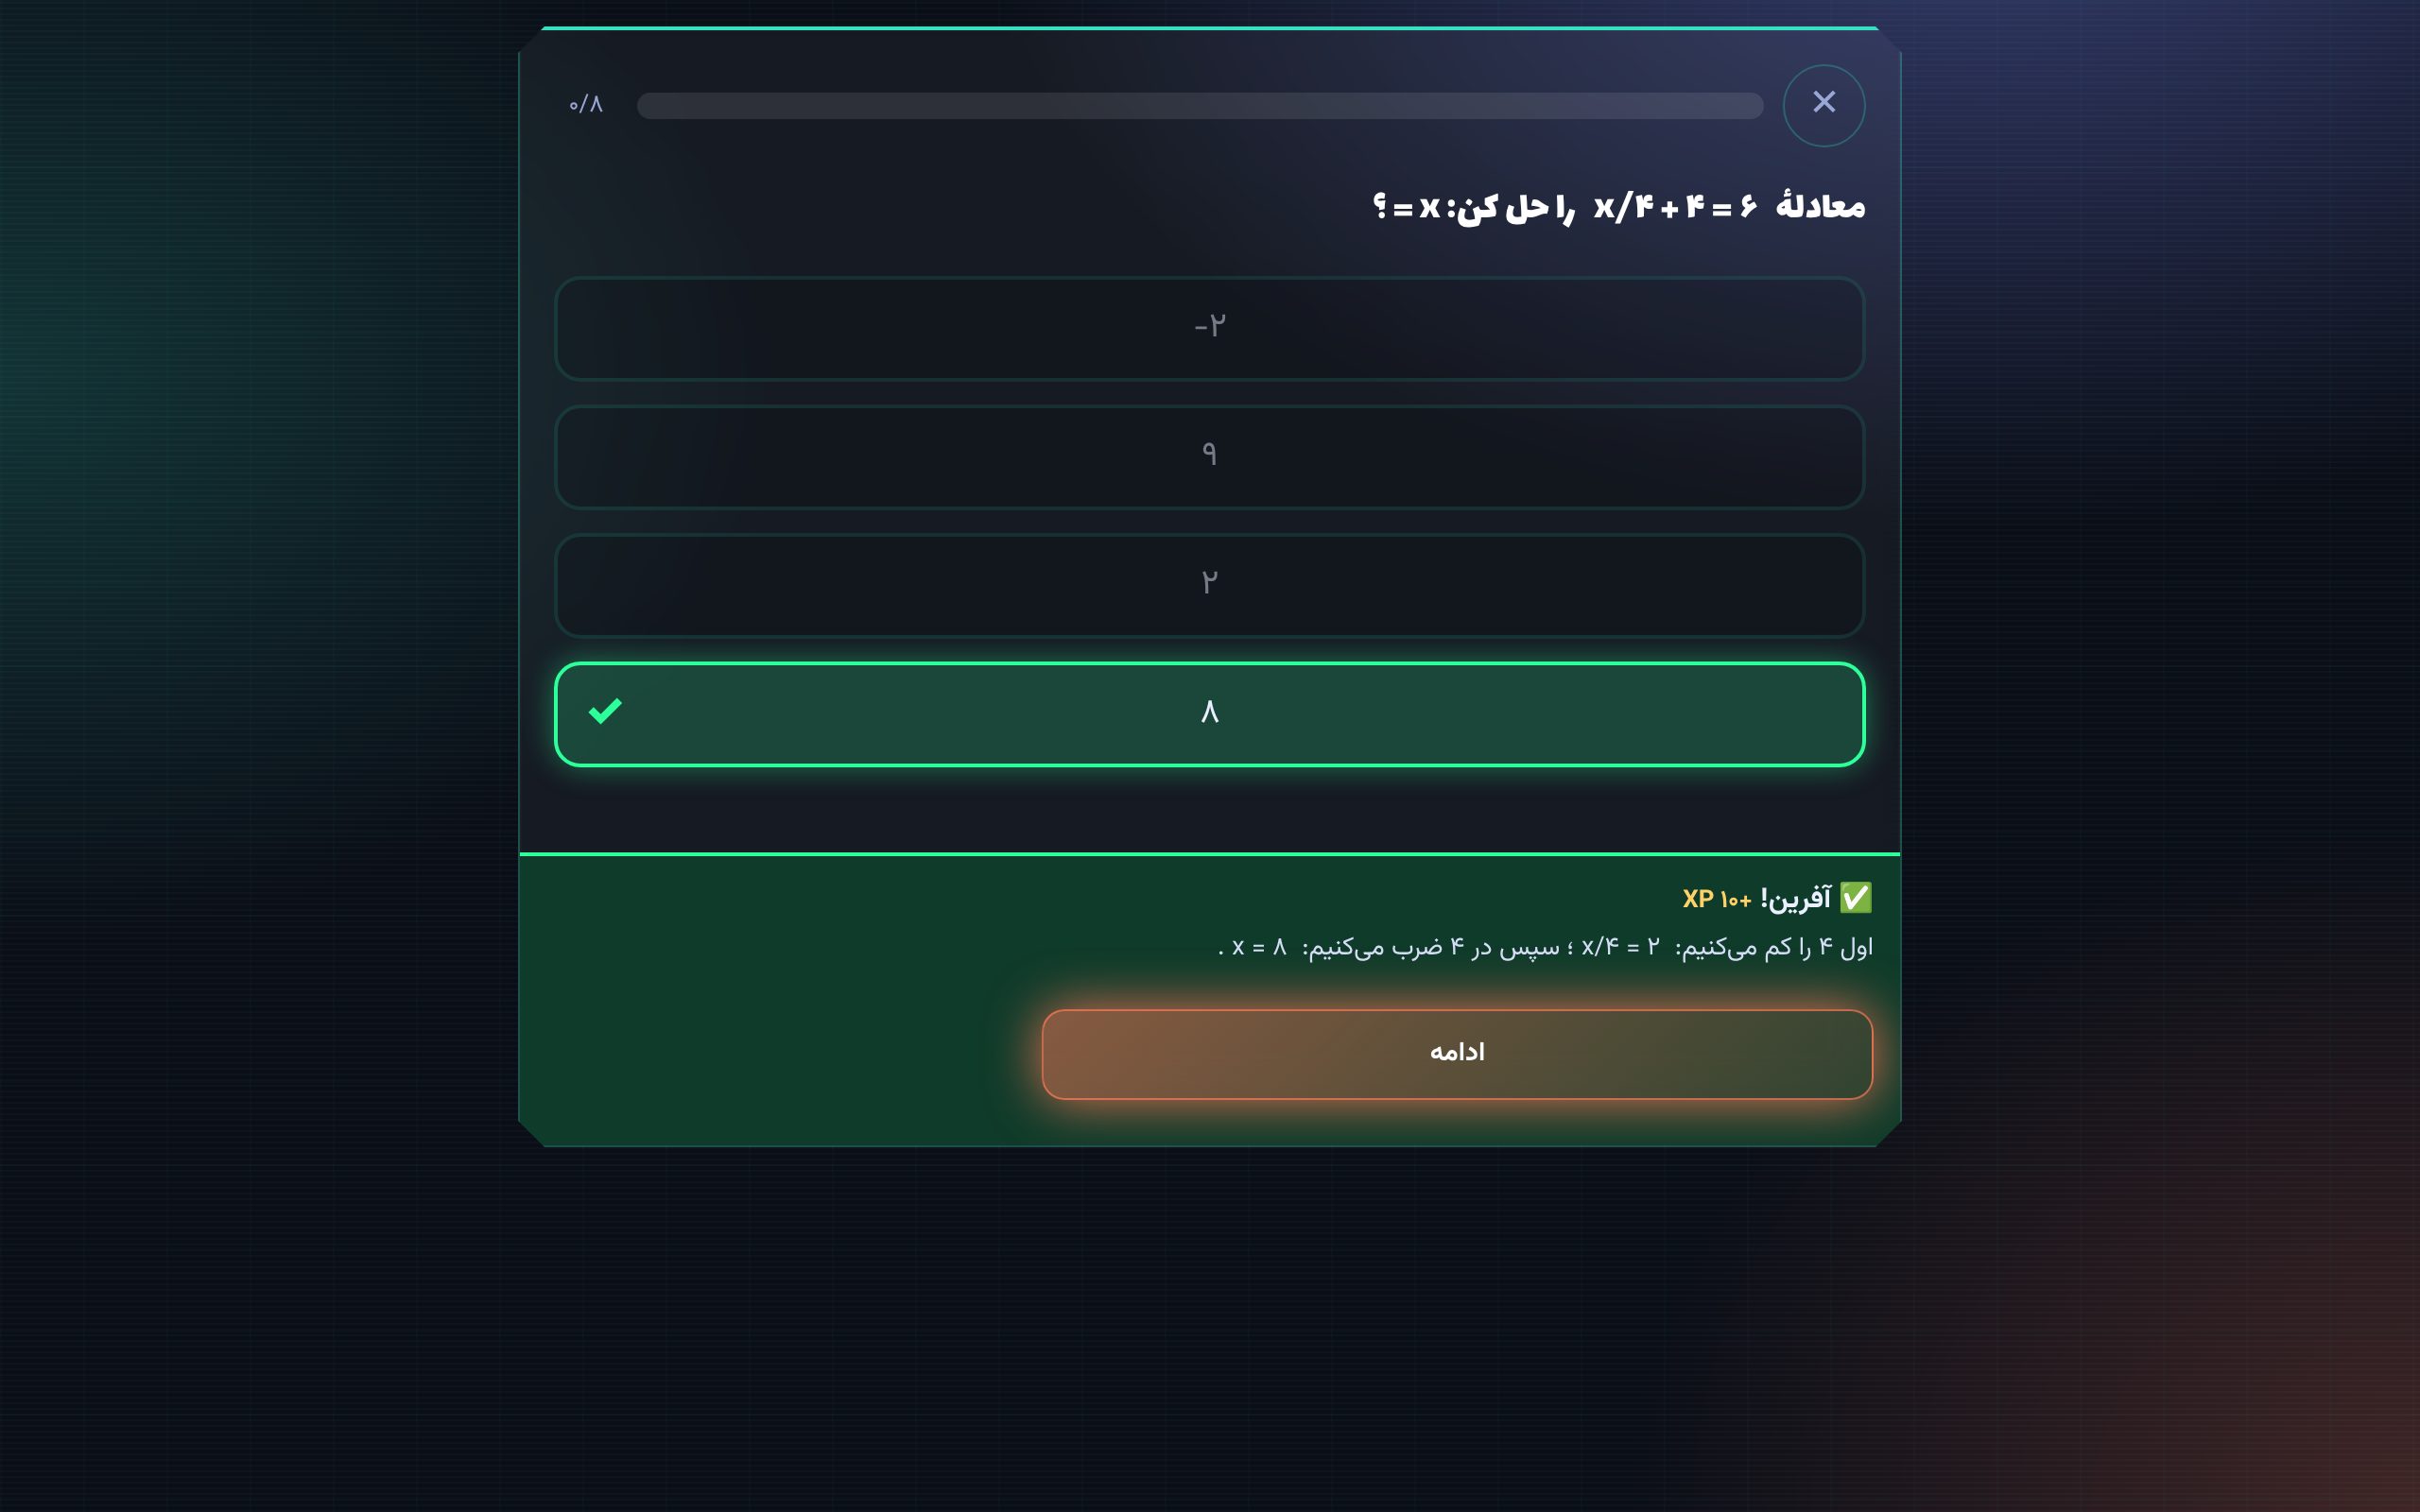 ✕
۰/۸
معادلهٔ x/۴ + ۴ = ۶ را حل کن: x = ؟
-۲
۹
۲
۸
✅ آفرین! +۱۰ XP
اول ۴ را کم می‌کنیم: x/۴ = ۲ ؛ سپس در ۴ ضرب می‌کنیم: x = ۸ .
ادامه